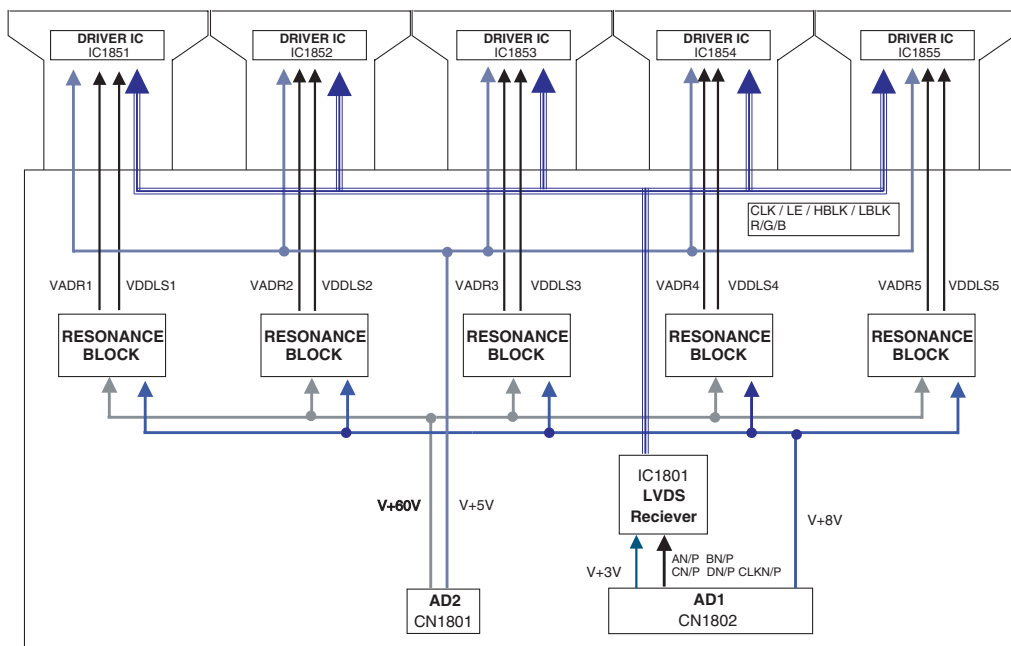 DRIVER IC
IC1851
DRIVER IC
IC1852
DRIVER IC
IC1853
DRIVER IC
IC1854
DRIVER IC
IC1855
CLK / LE / HBLK / LBLK
R/G/B
VADR1
VDDLS1
VADR2
VDDLS2
VADR3
VDDLS3
VADR4
VDDLS4
VADR5
VDDLS5
RESONANCE
BLOCK
RESONANCE
BLOCK
RESONANCE
BLOCK
RESONANCE
BLOCK
RESONANCE
BLOCK
IC1801
LVDS
Reciever
V+60V
V+5V
V+8V
V+3V
AN/P BN/P
CN/P DN/P CLKN/P
AD2
CN1801
AD1
CN1802